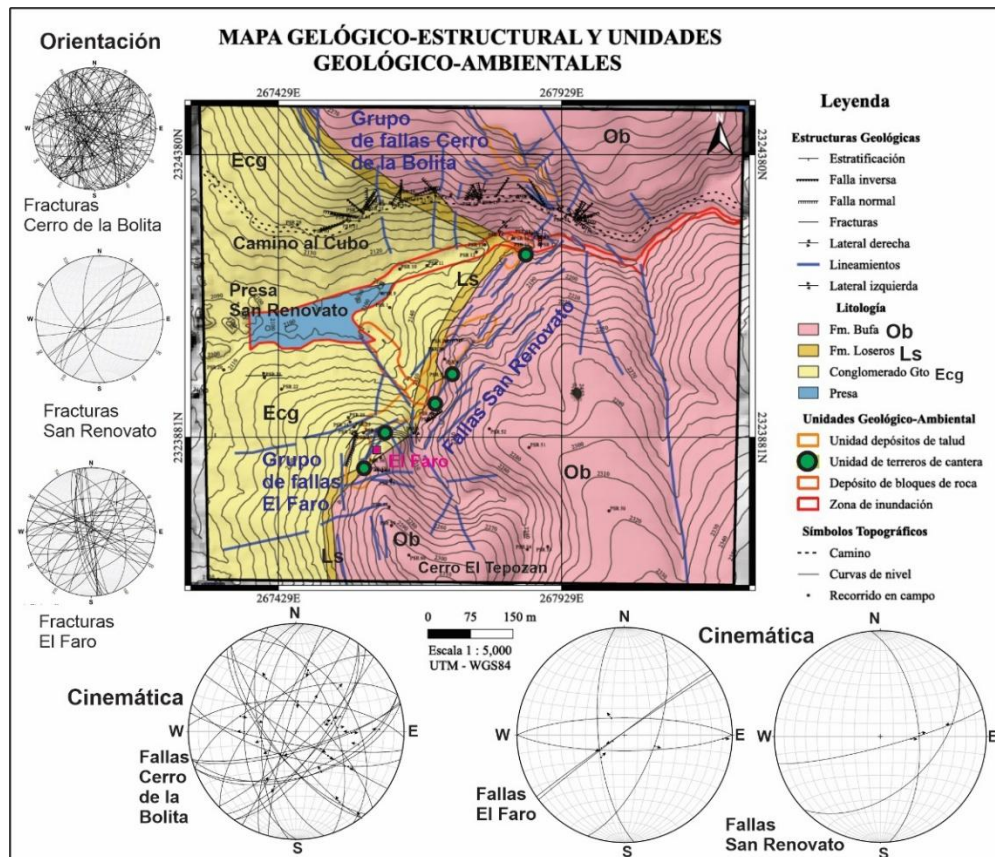 MAPA GELÓGICO-ESTRUCTURAL Y UNIDADES
GEOLÓGICO-AMBIENTALES
Orientación
N
W
E
S
Fracturas
Cerro de la Bolita
N
W
E
S
Fracturas
San Renovato
N
W
E
S
Fracturas
El Faro
267429E
267929E
2324380N
2324380N
2323881N
2323881N
267429E
267929E
N
Grupo
de fallas Cerro
de la Bolita
Ob
Ecg
Camino al Cubo
Ls
Presa
San Renovato
Fallas San Renovato
Ecg
El Faro
Grupo
de fallas
El Faro
Ob
Ob
Ls
Cerro El Tepozan
Leyenda
Estructuras Geológicas
Estratificación
Falla inversa
Falla normal
Fracturas
Lateral derecha
Lineamientos
Lateral izquierda
Litología
Fm. Bufa Ob
Fm. Loseros Ls
Conglomerado Gto Ecg
Presa
Unidades Geológico-Ambiental
Unidad depósitos de talud
Unidad de terreros de cantera
Depósito de bloques de roca
Zona de inundación
Símbolos Topográficos
Camino
Curvas de nivel
Recorrido en campo
0 75 150 m
Escala 1 : 5,000
UTM - WGS84
Cinemática
N
W
E
S
Fallas
Cerro
de la
Bolita
Cinemática
N
W
E
S
Fallas
El Faro
N
W
E
S
Fallas
San Renovato